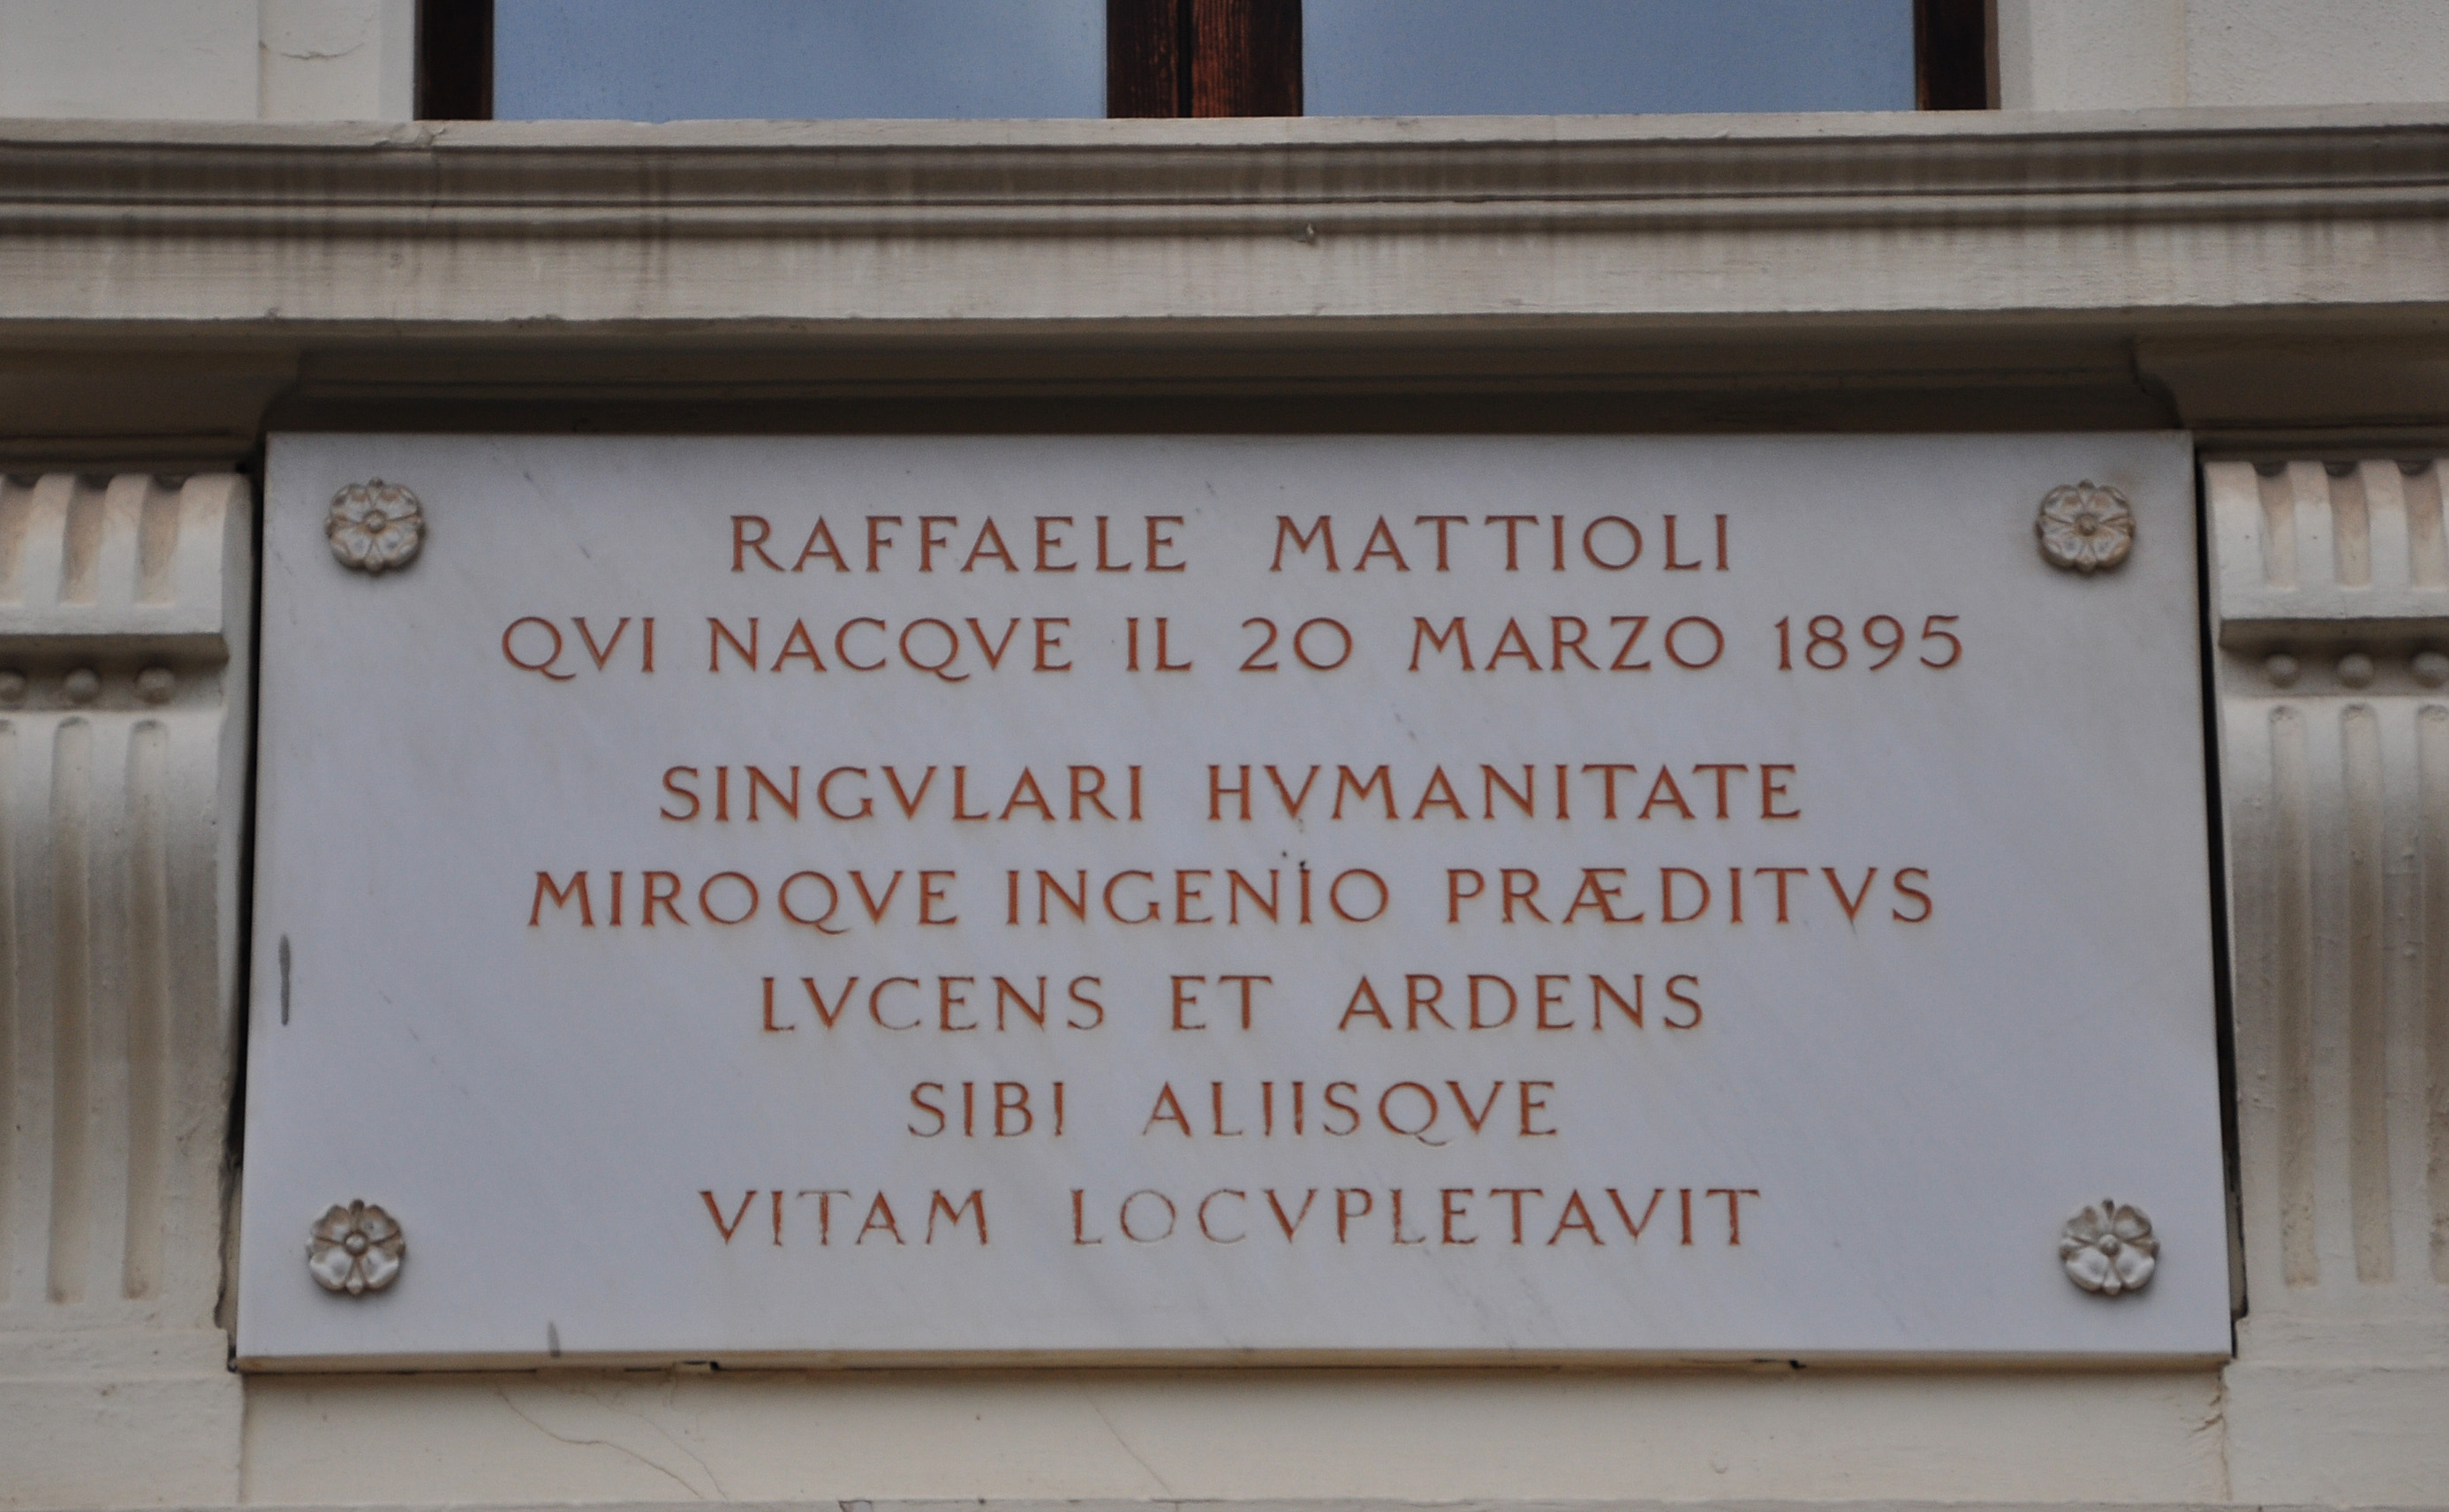 RAFFAELE MATTIOLI
QVI NACQVE IL 20 MARZO 1895
SINGVLARI HVMANITATE
MIROQVE INGENIO PRÆDITVS
LVCENS ET ARDENS
SIBI ALIISQVE
VITAM LOCVPLETAVIT